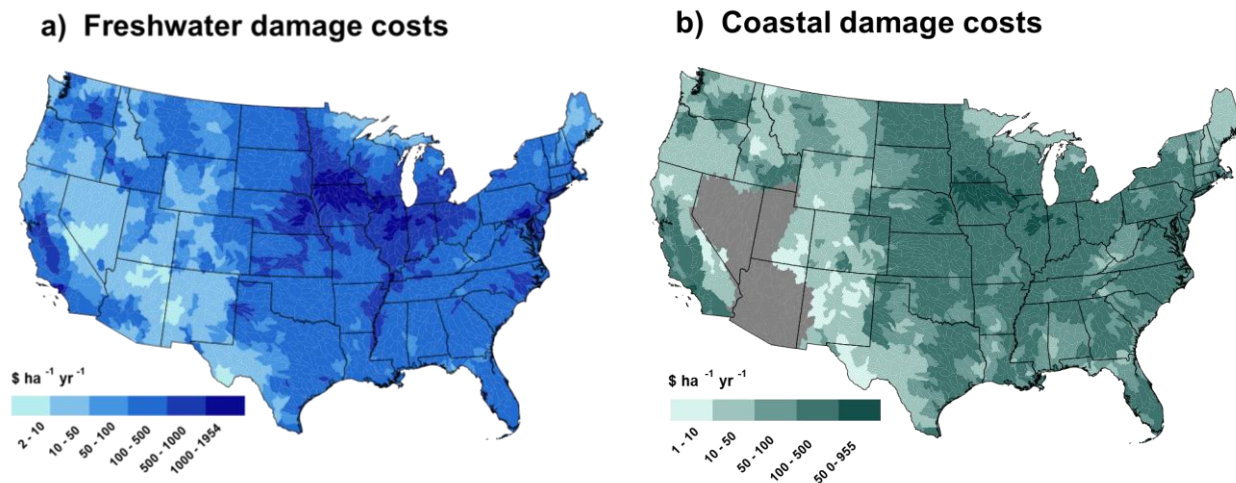 a) Freshwater damage costs
$ ha -1 yr -1
2 - 10
10 - 50
50 - 100
100 - 500
500 - 1000
1000 - 1954
b) Coastal damage costs
$ ha -1 yr -1
1 - 10
10 - 50
50 - 100
100 - 500
50 0- 955